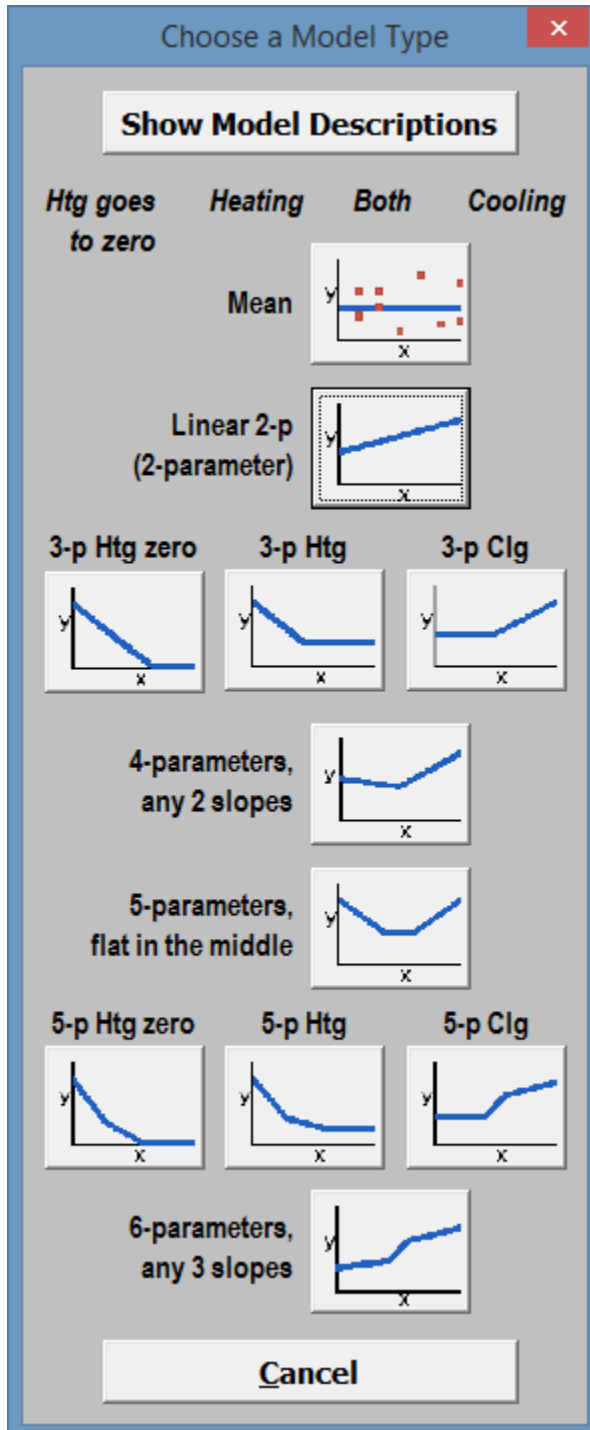 Choose a Model Type
Show Model Descriptions
Htg goes to zero Heating Both Cooling
Mean
y
x
Linear 2-p
(2-parameter)
y
x
3-p Htg zero 3-p Htg 3-p Clg
y y y
x x x
4-parameters,
any 2 slopes
y
x
5-parameters,
flat in the middle
y
x
5-p Htg zero 5-p Htg 5-p Clg
y y y
x x x
6-parameters,
any 3 slopes
y
x
Cancel